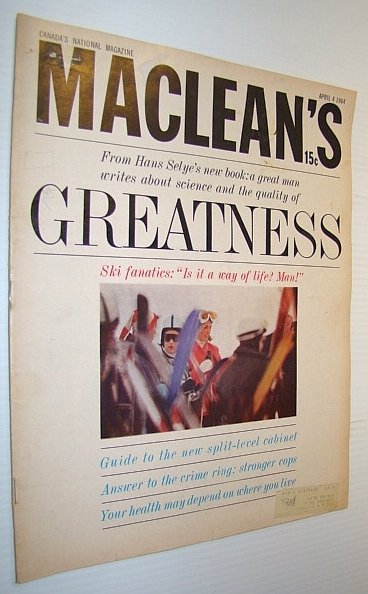 CANADA'S NATIONAL MAGAZINE
APRIL 4 1964
MACLEAN'S
15¢
From Hans Selye's new book: a great man
writes about science and the quality of
GREATNESS
Ski fanatics: "Is it a way of life? Man!"
Guide to the new split-level cabinet
Answer to the crime ring: stronger cops
Your health may depend on where you live